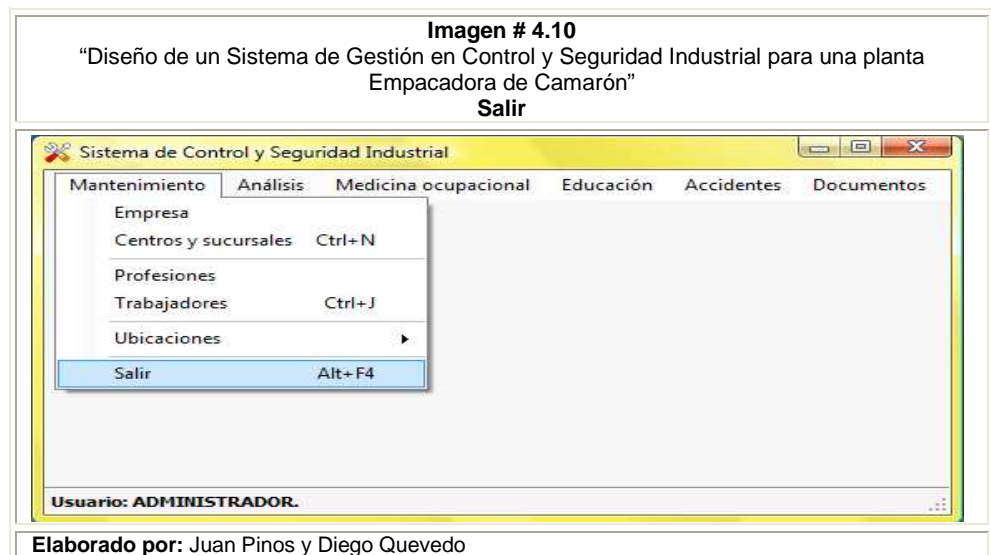 Imagen # 4.10
“Diseño de un Sistema de Gestión en Control y Seguridad Industrial para una planta
Empacadora de Camarón”
Salir
Sistema de Control y Seguridad Industrial
Mantenimiento Análisis Medicina ocupacional Educación Accidentes Documentos
Empresa
Centros y sucursales Ctrl+N
Profesiones
Trabajadores Ctrl+J
Ubicaciones
Salir Alt+F4
Usuario: ADMINISTRADOR.
Elaborado por: Juan Pinos y Diego Quevedo